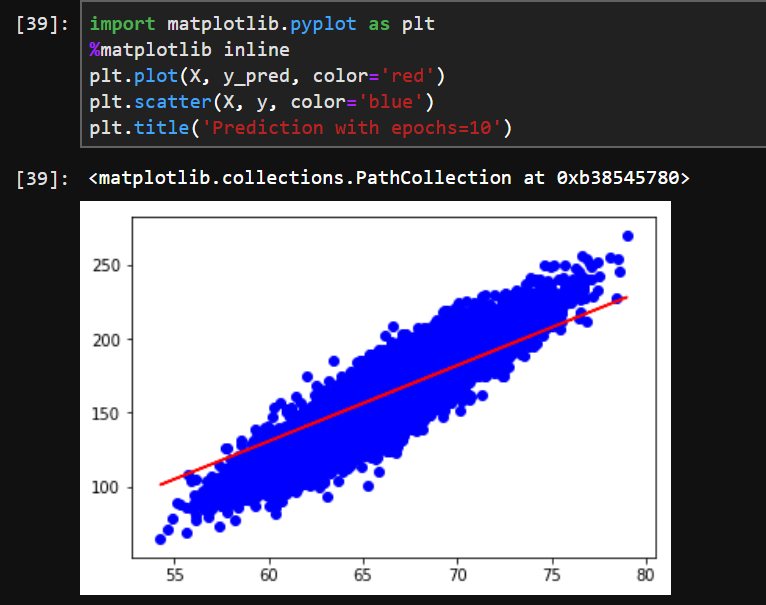 [39]: import matplotlib.pyplot as plt
%matplotlib inline
plt.plot(X, y_pred, color='red')
plt.scatter(X, y, color='blue')
plt.title('Prediction with epochs=10')
[39]: <matplotlib.collections.PathCollection at 0xb38545780>
250
200
150
100
55 60 65 70 75 80